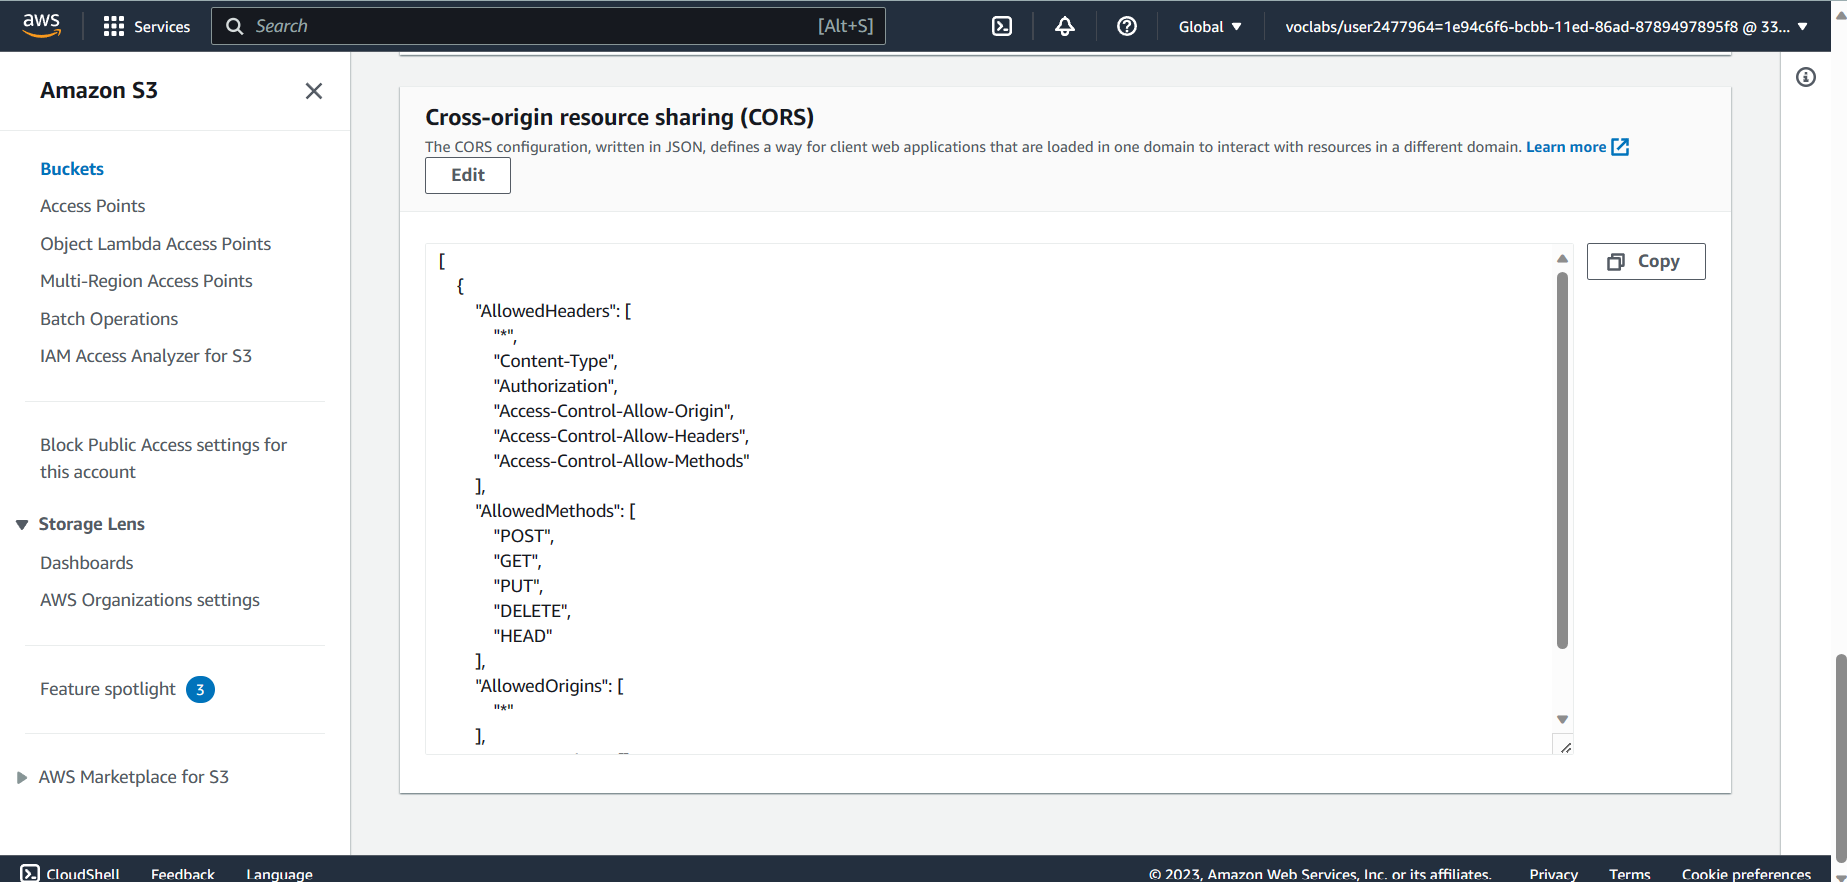 aws
Services
Search
[Alt+S]
Global
voclabs/user2477964=1e94c6f6-bcbb-11ed-86ad-8789497895f8 @ 33...
Amazon S3
Buckets
Access Points
Object Lambda Access Points
Multi-Region Access Points
Batch Operations
IAM Access Analyzer for S3
Block Public Access settings for
this account
Storage Lens
Dashboards
AWS Organizations settings
Feature spotlight 3
AWS Marketplace for S3
Cross-origin resource sharing (CORS)
The CORS configuration, written in JSON, defines a way for client web applications that are loaded in one domain to interact with resources in a different domain. Learn more
Edit
Copy
[
{
"AllowedHeaders": [
"*",
"Content-Type",
"Authorization",
"Access-Control-Allow-Origin",
"Access-Control-Allow-Headers",
"Access-Control-Allow-Methods"
],
"AllowedMethods": [
"POST",
"GET",
"PUT",
"DELETE",
"HEAD"
],
"AllowedOrigins": [
"*"
],
CloudShell
Feedback
Language
© 2023, Amazon Web Services, Inc. or its affiliates.
Privacy
Terms
Cookie preferences